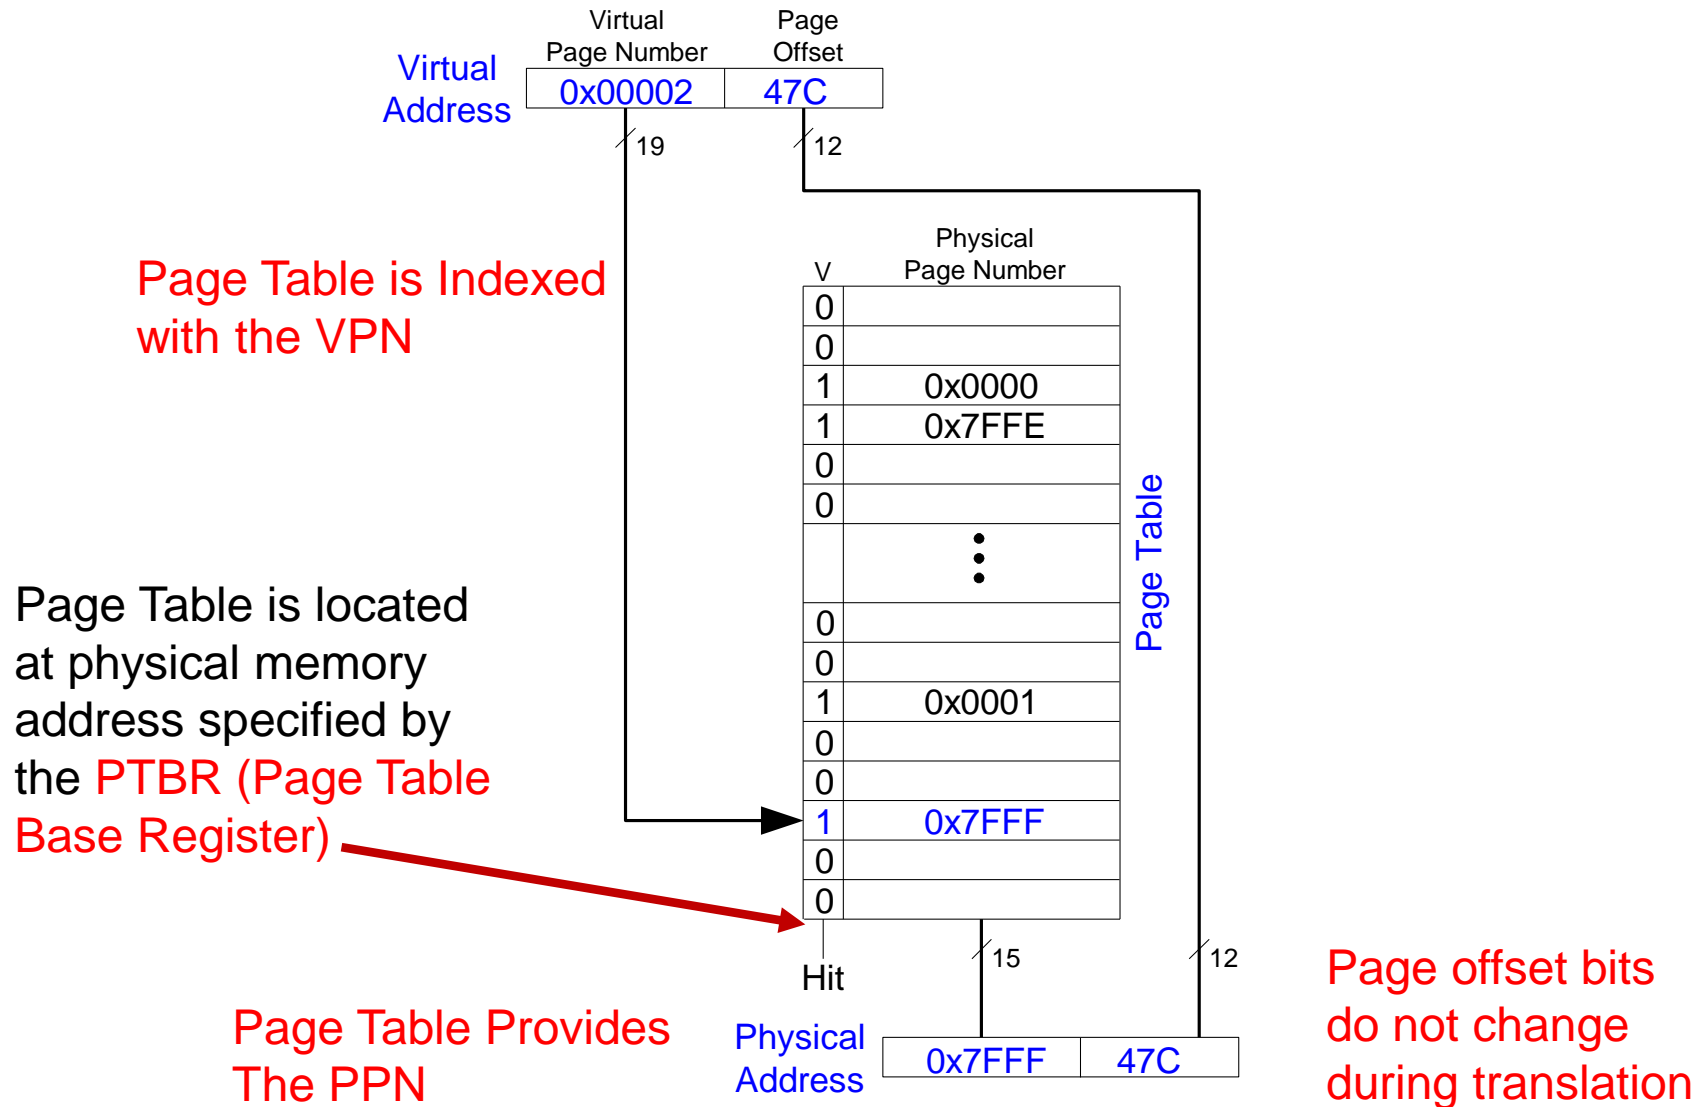 Virtual
Page Number
Page
Offset
Virtual
Address
0x00002
47C
19
12
Page Table is Indexed
with the VPN
V
Physical
Page Number
0
0
1 0x0000
1 0x7FFE
0
0
0
0
1 0x0001
0
0
1 0x7FFF
0
0
Page Table
Page Table is located
at physical memory
address specified by
the PTBR (Page Table
Base Register)
Hit
15
12
Page Table Provides
The PPN
Physical
Address
0x7FFF
47C
Page offset bits
do not change
during translation